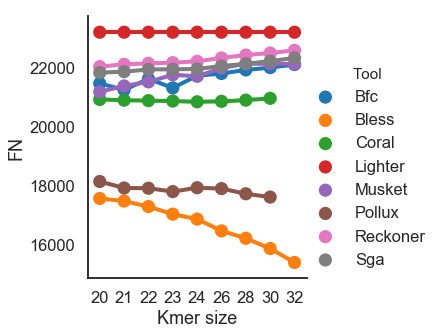 FN
22000
20000
18000
16000
20 21 22 23 24 26 28 30 32
Kmer size
Tool
Bfc
Bless
Coral
Lighter
Musket
Pollux
Reckoner
Sga